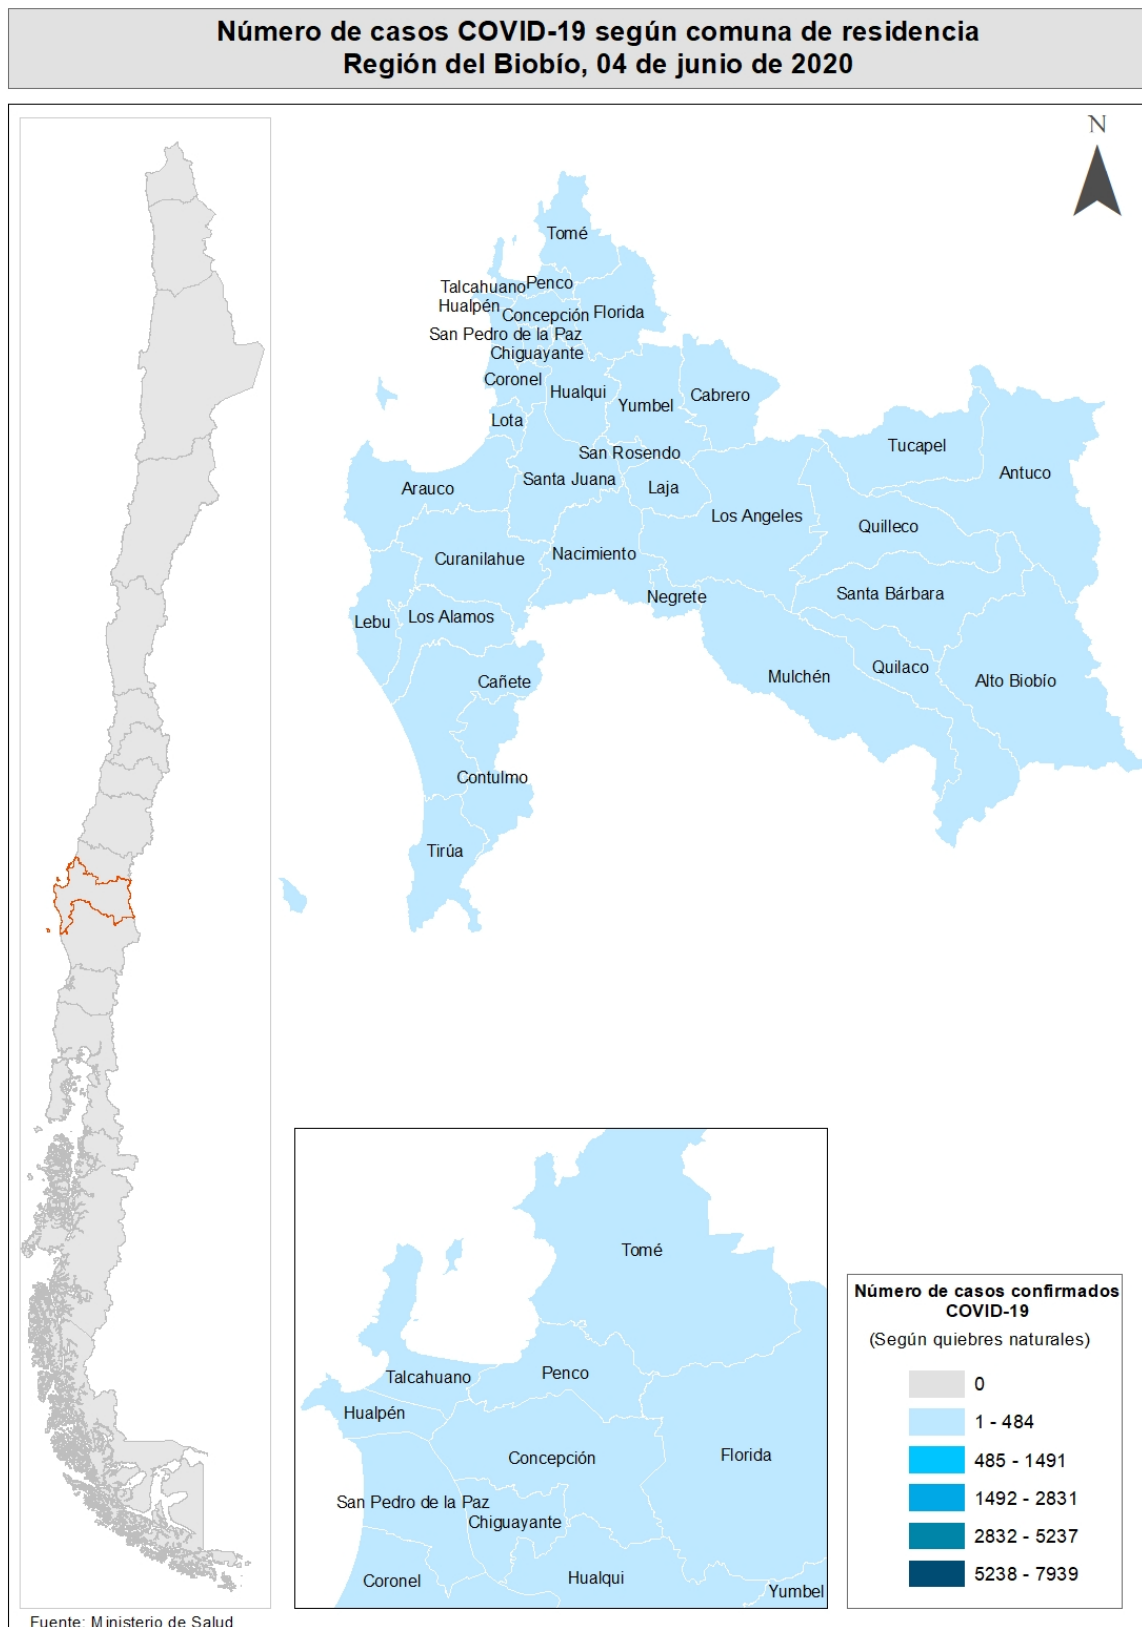 Número de casos COVID-19 según comuna de residencia
Región del Biobío, 04 de junio de 2020
N
Tomé
Talcahuano
Penco
Hualpén
Concepción
Florida
San Pedro de la Paz
Chiguayante
Coronel
Hualqui
Yumbel
Cabrero
Lota
Tucapel
San Rosendo
Antuco
Santa Juana
Laja
Arauco
Los Angeles
Quilleco
Nacimiento
Curanilahue
Santa Bárbara
Negrete
Los Alamos
Lebu
Quilaco
Mulchén
Alto Biobío
Cañete
Contulmo
Tirúa
Tomé
Penco
Talcahuano
Hualpén
Concepción
Florida
San Pedro de la Paz
Chiguayante
Coronel
Hualqui
Yumbel
Número de casos confirmados
COVID-19
(Según quiebres naturales)
0
1 - 484
485 - 1491
1492 - 2831
2832 - 5237
5238 - 7939
Fuente: Ministerio de Salud